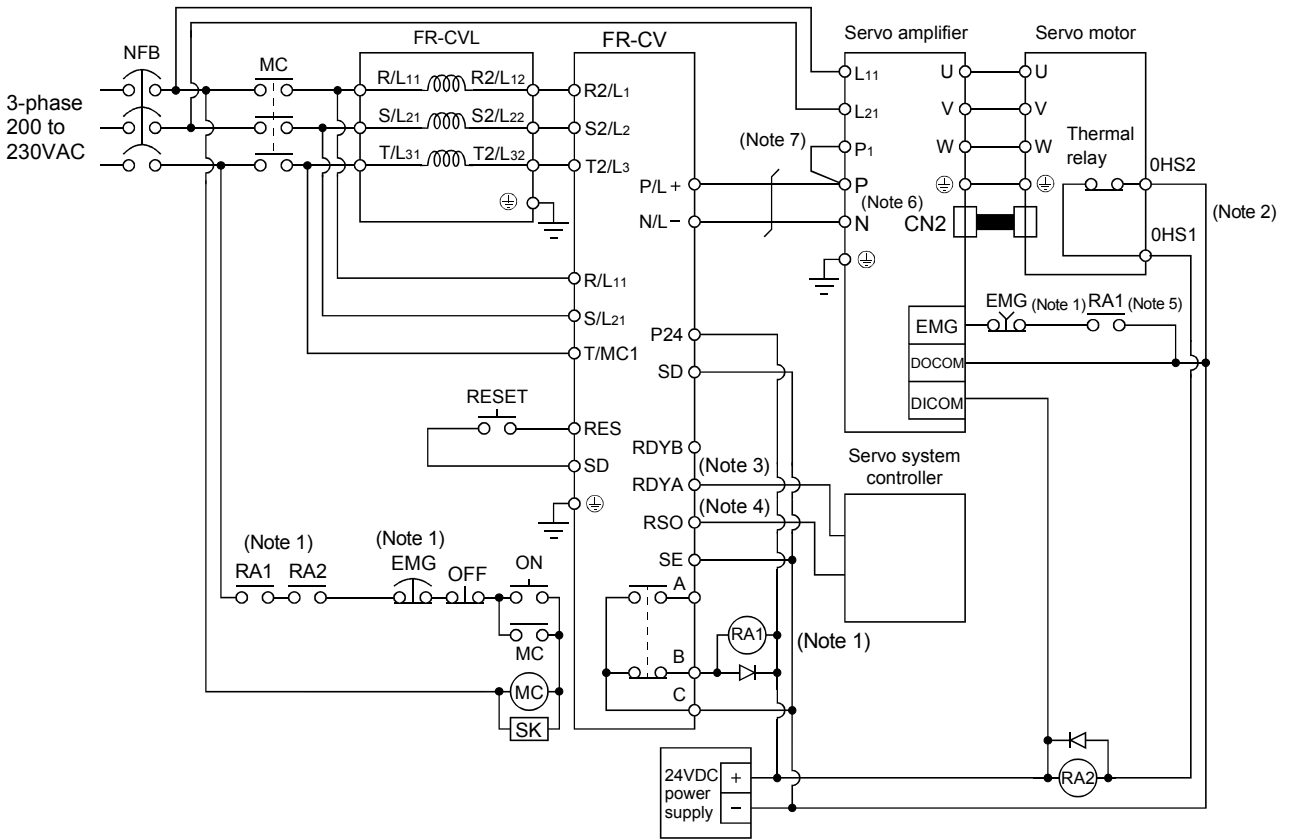 FR-CVL
FR-CV
Servo amplifier
Servo motor
NFB
MC
3-phase
200 to
230VAC
R/L11
R2/L12
S/L21
S2/L22
T/L31
T2/L32
R2/L1
S2/L2
T2/L3
P/L+
N/L−
R/L11
S/L21
T/MC1
L11
L21
(Note 7)
P1
P
(Note 6)
N
U
V
W
CN2
U
V
W
Thermal
relay
0HS2
(Note 2)
0HS1
EMG
DOCOM
DICOM
EMG (Note 1) RA1 (Note 5)
P24
SD
RESET
RES
SD
RDYB
RDYA
(Note 3)
RSO
(Note 4)
SE
Servo system
controller
(Note 1)
RA1
RA2
(Note 1)
EMG
OFF
ON
MC
MC
SK
A
B
C
RA1
(Note 1)
24VDC
power
supply
+
−
RA2